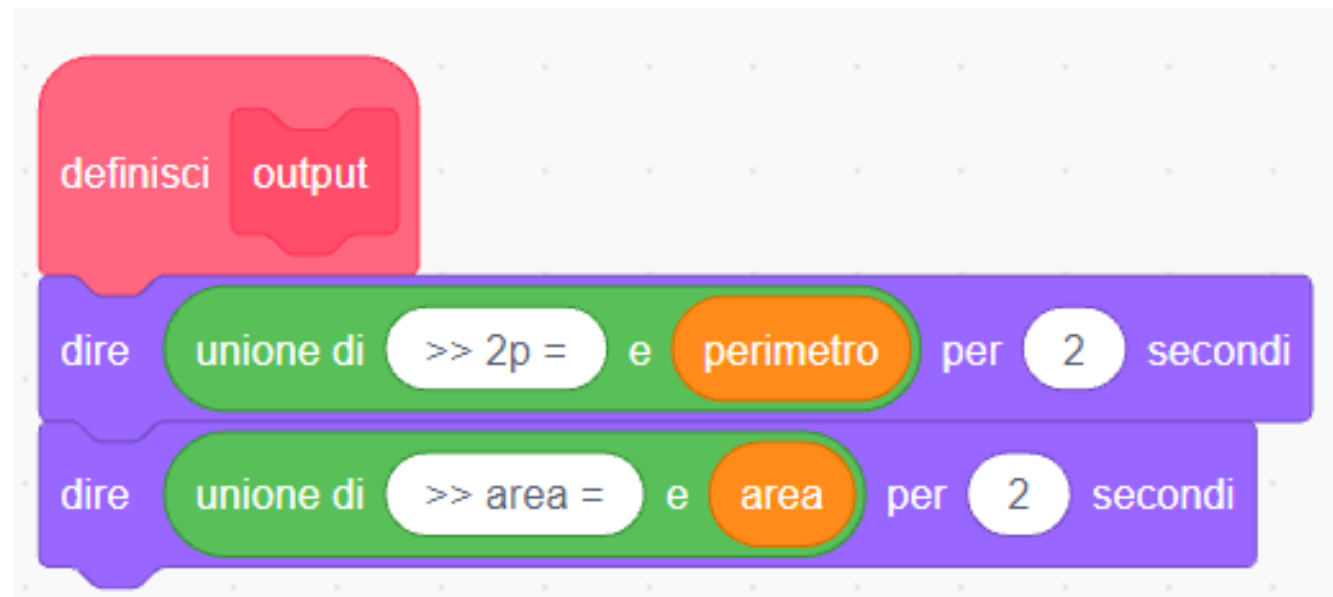 definisci output
dire unione di >> 2p = e perimetro per 2 secondi
dire unione di >> area = e area per 2 secondi